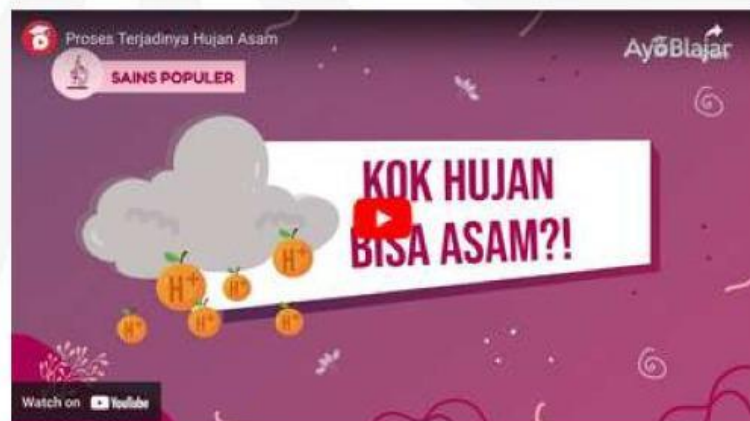 Proses Terjadinya Hujan Asam
AyoBlajar
SAINS POPULER
KOK HUJAN
BISA ASAM?!
H+
H+
H+
H+
H+
H+
Watch on YouTube